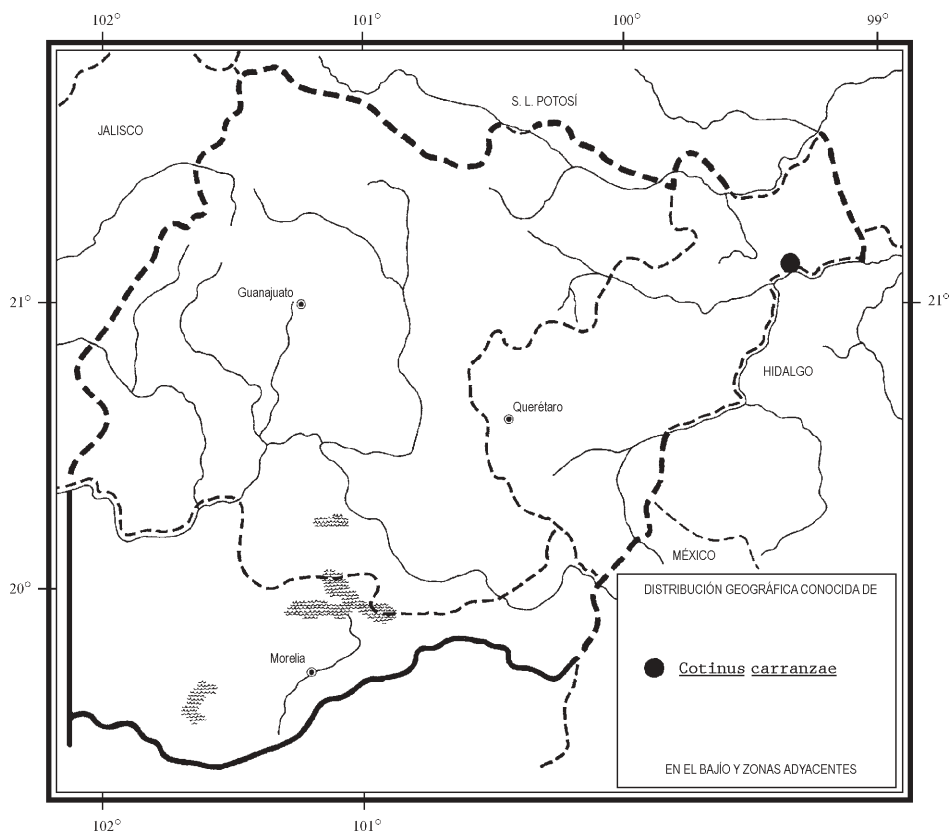 102° 101° 100° 99°
S. L. POTOSÍ
JALISCO
Guanajuato
21° 21°
HIDALGO
Querétaro
MÉXICO
20°
DISTRIBUCIÓN GEOGRÁFICA CONOCIDA DE
Morelia
Cotinus carranzae
EN EL BAJÍO Y ZONAS ADYACENTES
102° 101°